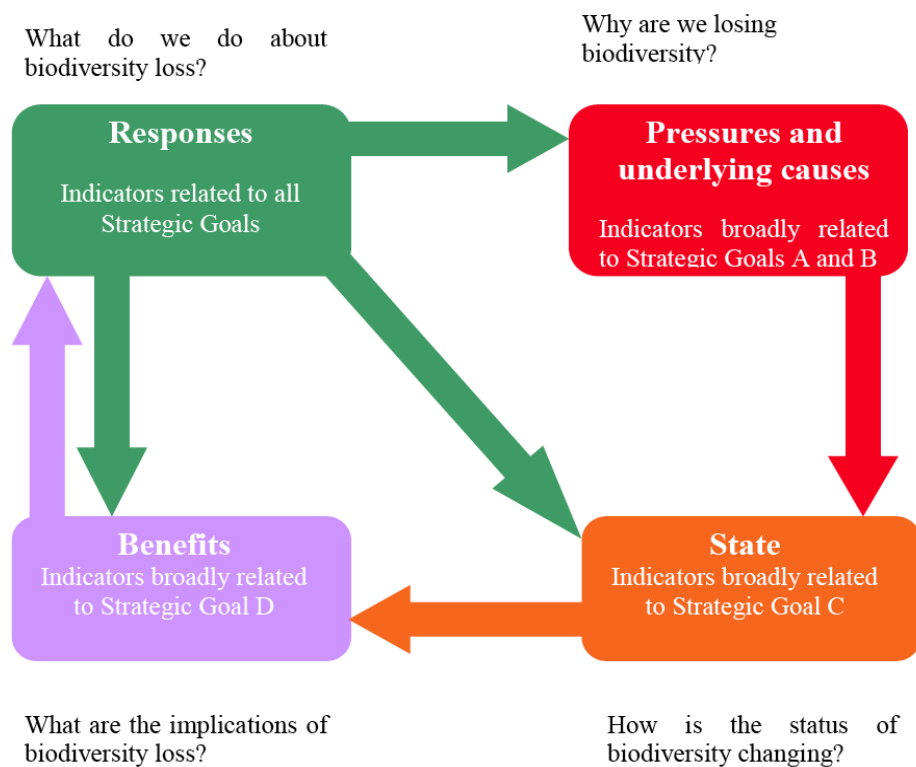 What do we do about
biodiversity loss?
Why are we losing
biodiversity?
Responses
Indicators related to all
Strategic Goals
Pressures and
underlying causes
Indicators broadly related
to Strategic Goals A and B
Benefits
Indicators broadly related
to Strategic Goal D
State
Indicators broadly related
to Strategic Goal C
What are the implications of
biodiversity loss?
How is the status of
biodiversity changing?